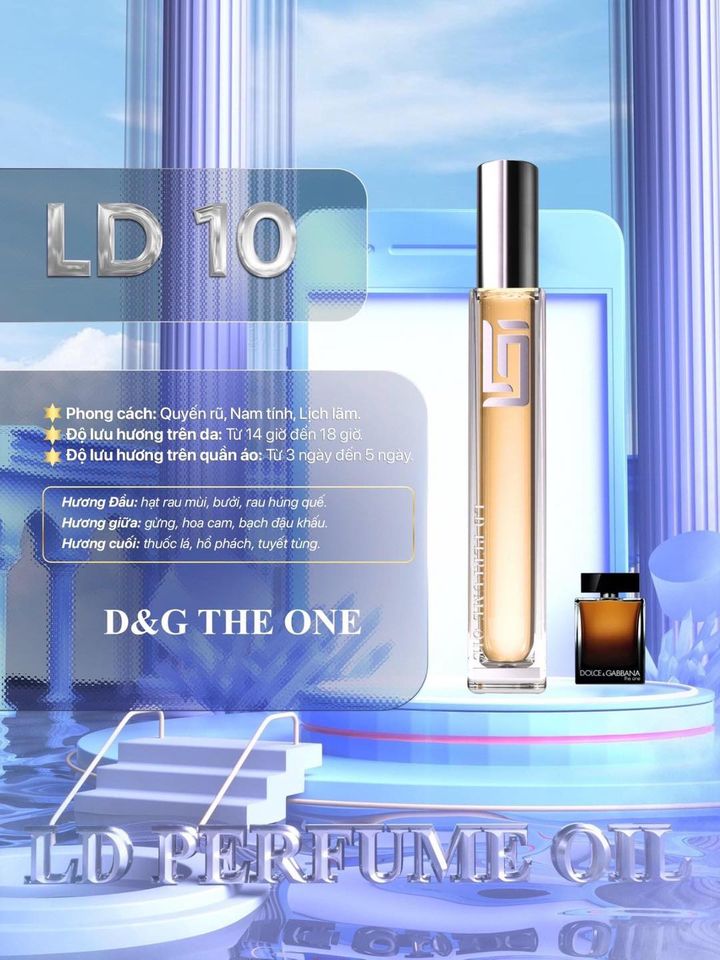 LD 10
Phong cách: Quyến rũ, Nam tính, Lịch lãm.
Độ lưu hương trên da: Từ 14 giờ đến 18 giờ.
Độ lưu hương trên quần áo: Từ 3 ngày đến 5 ngày.
Hương Đầu: hạt rau mùi, bưởi, rau húng quế.
Hương giữa: gừng, hoa cam, bạch đậu khấu.
Hương cuối: thuốc lá, hổ phách, tuyết tùng.
D&G THE ONE
LD PERFUME OIL
DOLCE & GABBANA
the one
LD PERFUME OIL